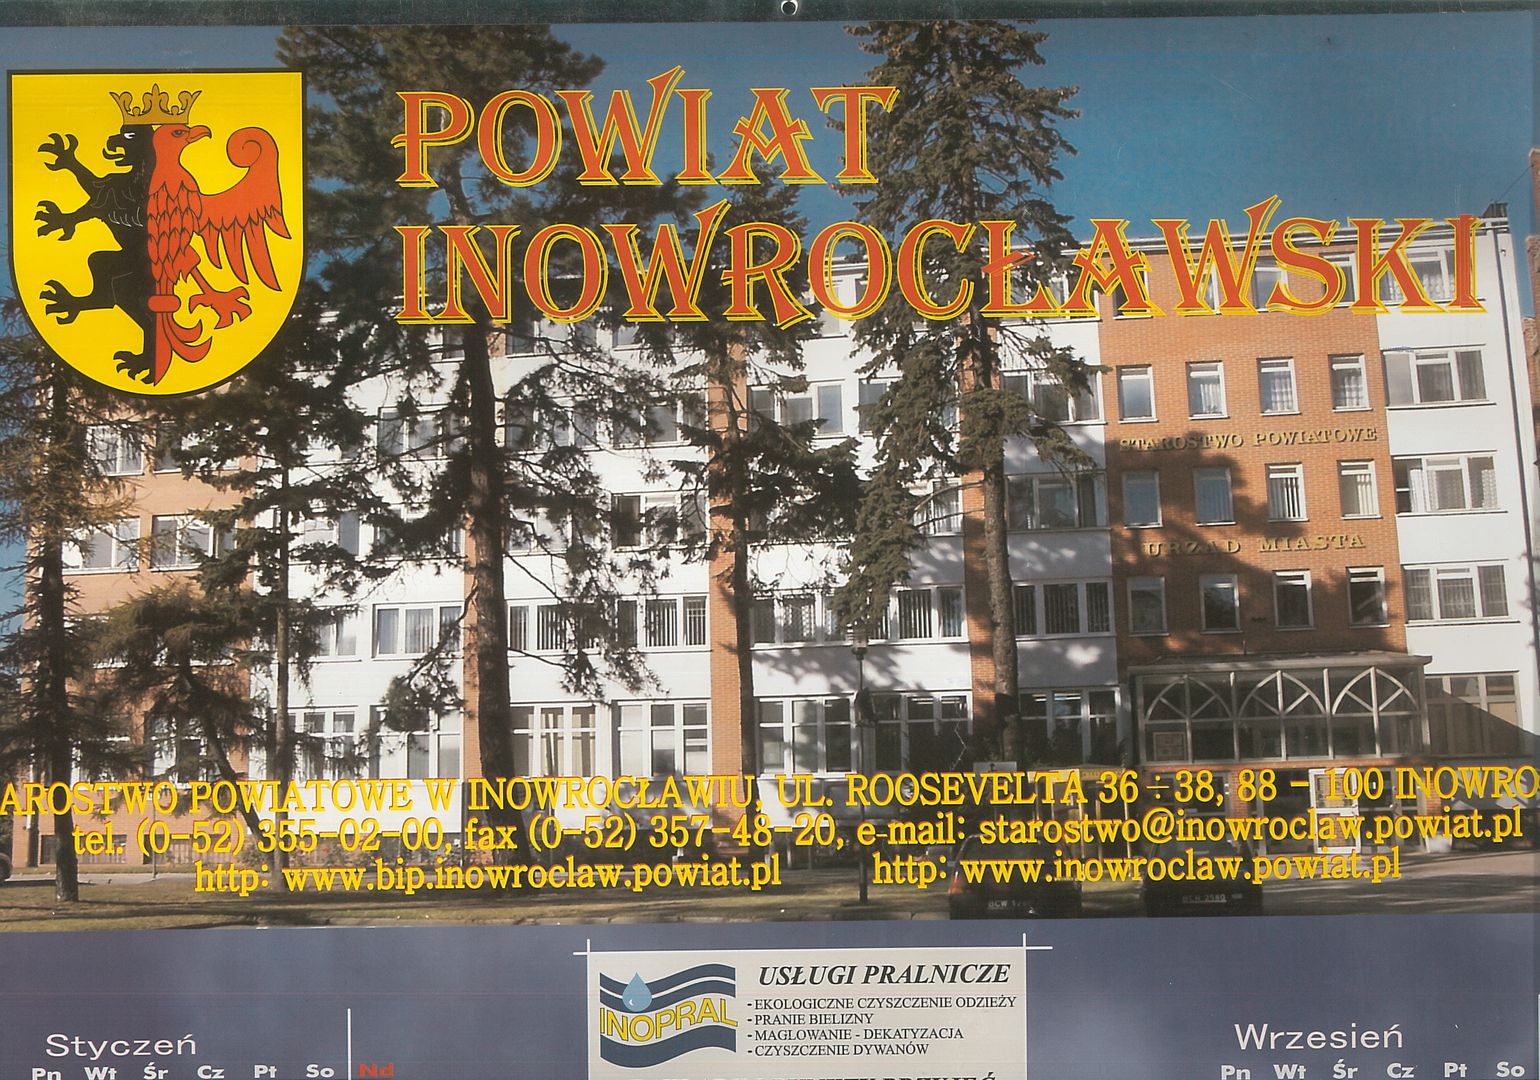 POWIAT
INOWROCŁAWSKI
STAROSTWO POWIATOWE
URZĄD MIASTA
AROSTWO POWIATOWE W INOWROCŁAWIU, UL. ROOSEVELTA 36÷38, 88 - 100 INOWRO
tel. (0-52) 355-02-00, fax (0-52) 357-48-20, e-mail: starostwo@inowroclaw.powiat.pl
http: www.bip.inowroclaw.powiat.pl http: www.inowroclaw.powiat.pl
INOPRAL
USŁUGI PRALNICZE
-EKOLOGICZNE CZYSZCZENIE ODZIEŻY
-PRANIE BIELIZNY
-MAGLOWANIE - DEKATYZACJA
-CZYSZCZENIE DYWANÓW
Styczeń
Pn Wt Śr Cz Pt So Nd
Wrzesień
Pn Wt Śr Cz Pt So